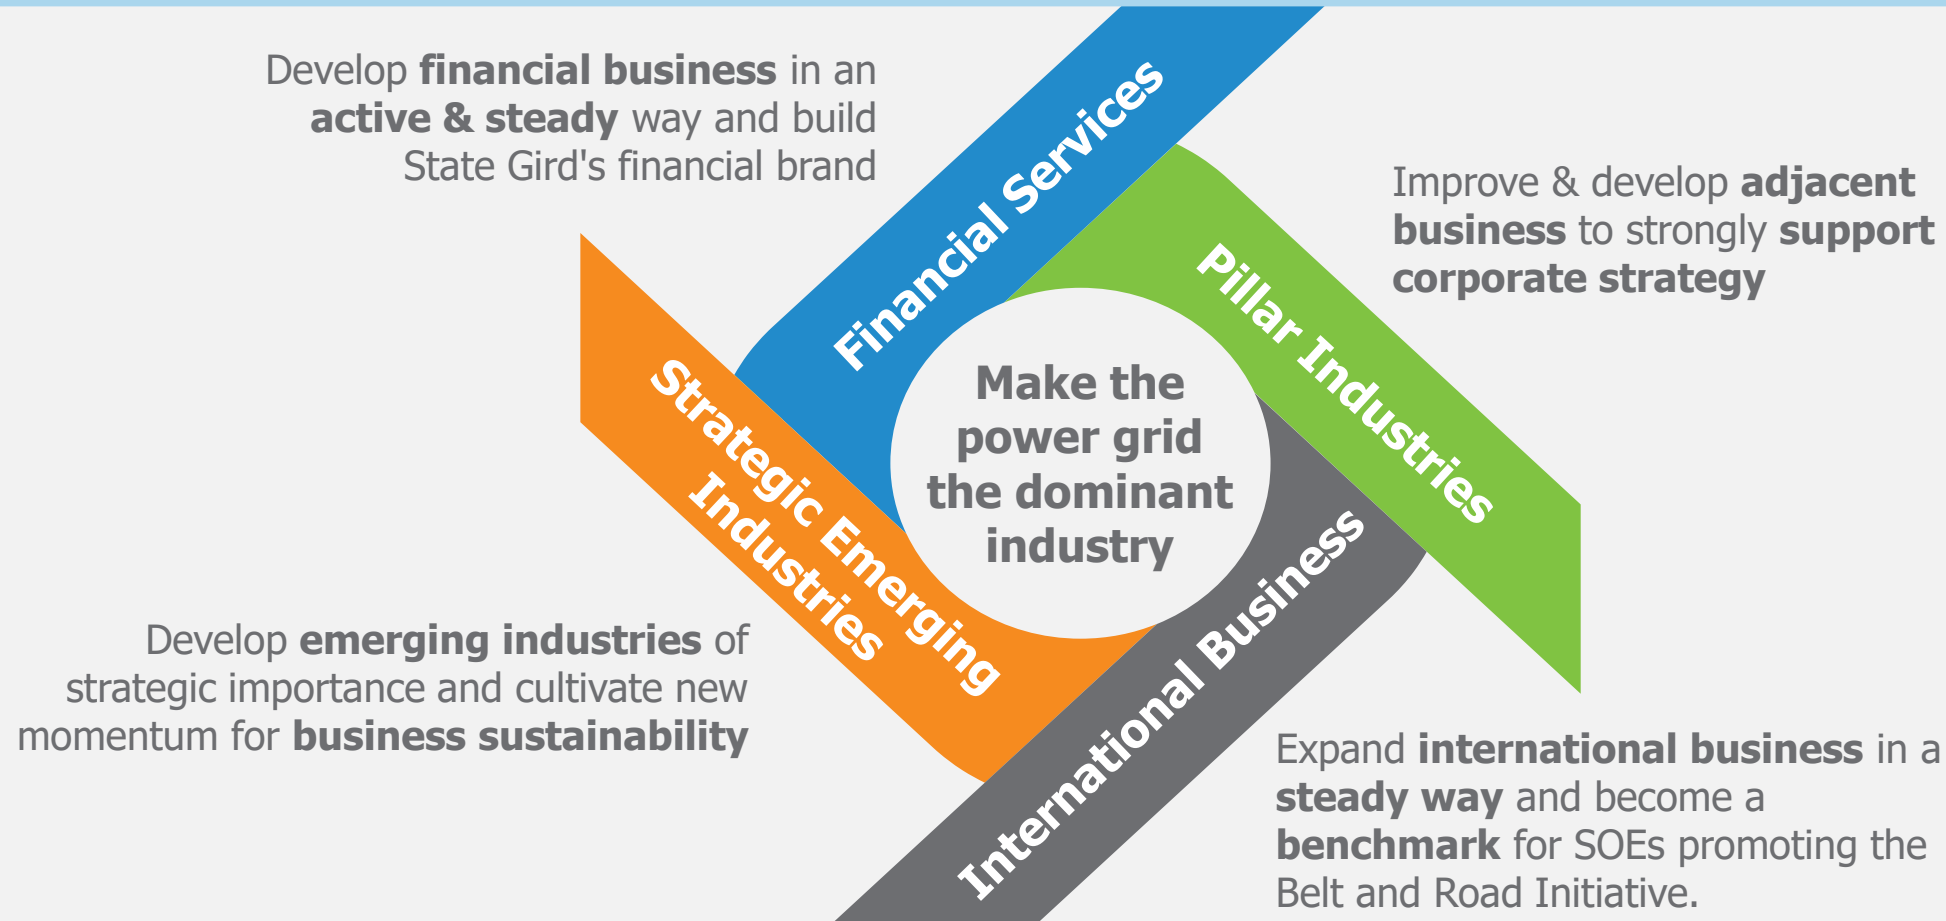 Develop financial business in an
active & steady way and build
State Gird's financial brand
Financial Services
Improve & develop adjacent
business to strongly support
corporate strategy
Pillar Industries
Make the
power grid
the dominant
industry
Strategic Emerging
Industries
Develop emerging industries of
strategic importance and cultivate new
momentum for business sustainability
International Business
Expand international business in a
steady way and become a
benchmark for SOEs promoting the
Belt and Road Initiative.